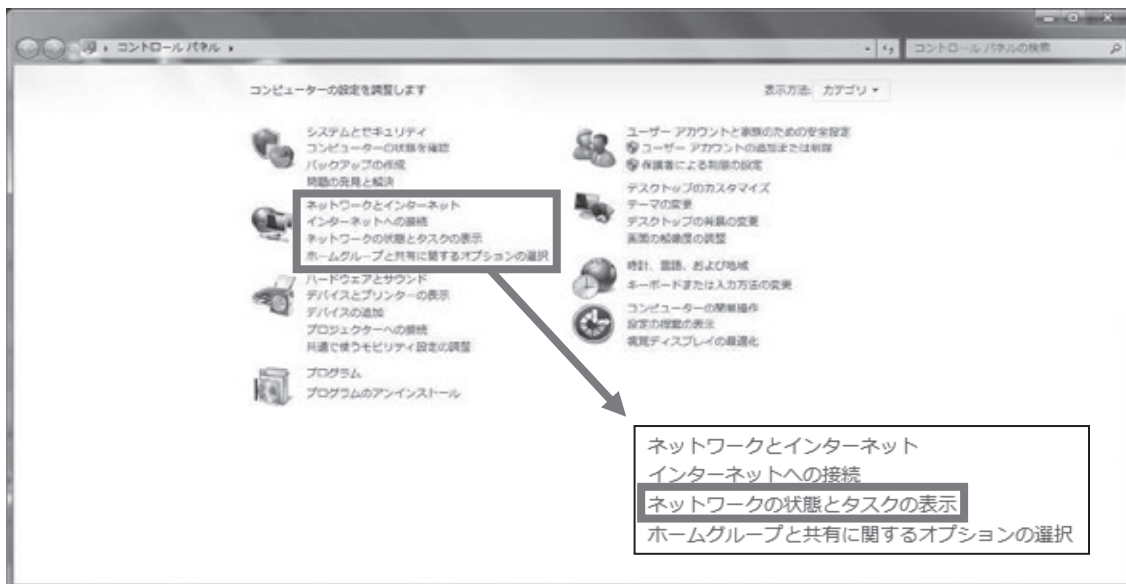 コントロール パネル
コントロール パネルの検索
コンピューターの設定を調整します
表示方法: カテゴリ
システムとセキュリティ
コンピューターの状態を確認
バックアップの作成
問題の発見と解決
ネットワークとインターネット
インターネットへの接続
ネットワークの状態とタスクの表示
ホームグループと共有に関するオプションの選択
ハードウェアとサウンド
デバイスとプリンターの表示
デバイスの追加
プロジェクターへの接続
共通で使うモビリティ設定の調整
プログラム
プログラムのアンインストール
ユーザー アカウントと家族のための安全設定
ユーザー アカウントの追加または削除
保護者による制限の設定
デスクトップのカスタマイズ
テーマの変更
デスクトップの背景の変更
画面の解像度の調整
時計、言語、および地域
キーボードまたは入力方法の変更
コンピューターの簡単操作
設定の提案の表示
視覚ディスプレイの最適化
ネットワークとインターネット
インターネットへの接続
ネットワークの状態とタスクの表示
ホームグループと共有に関するオプションの選択